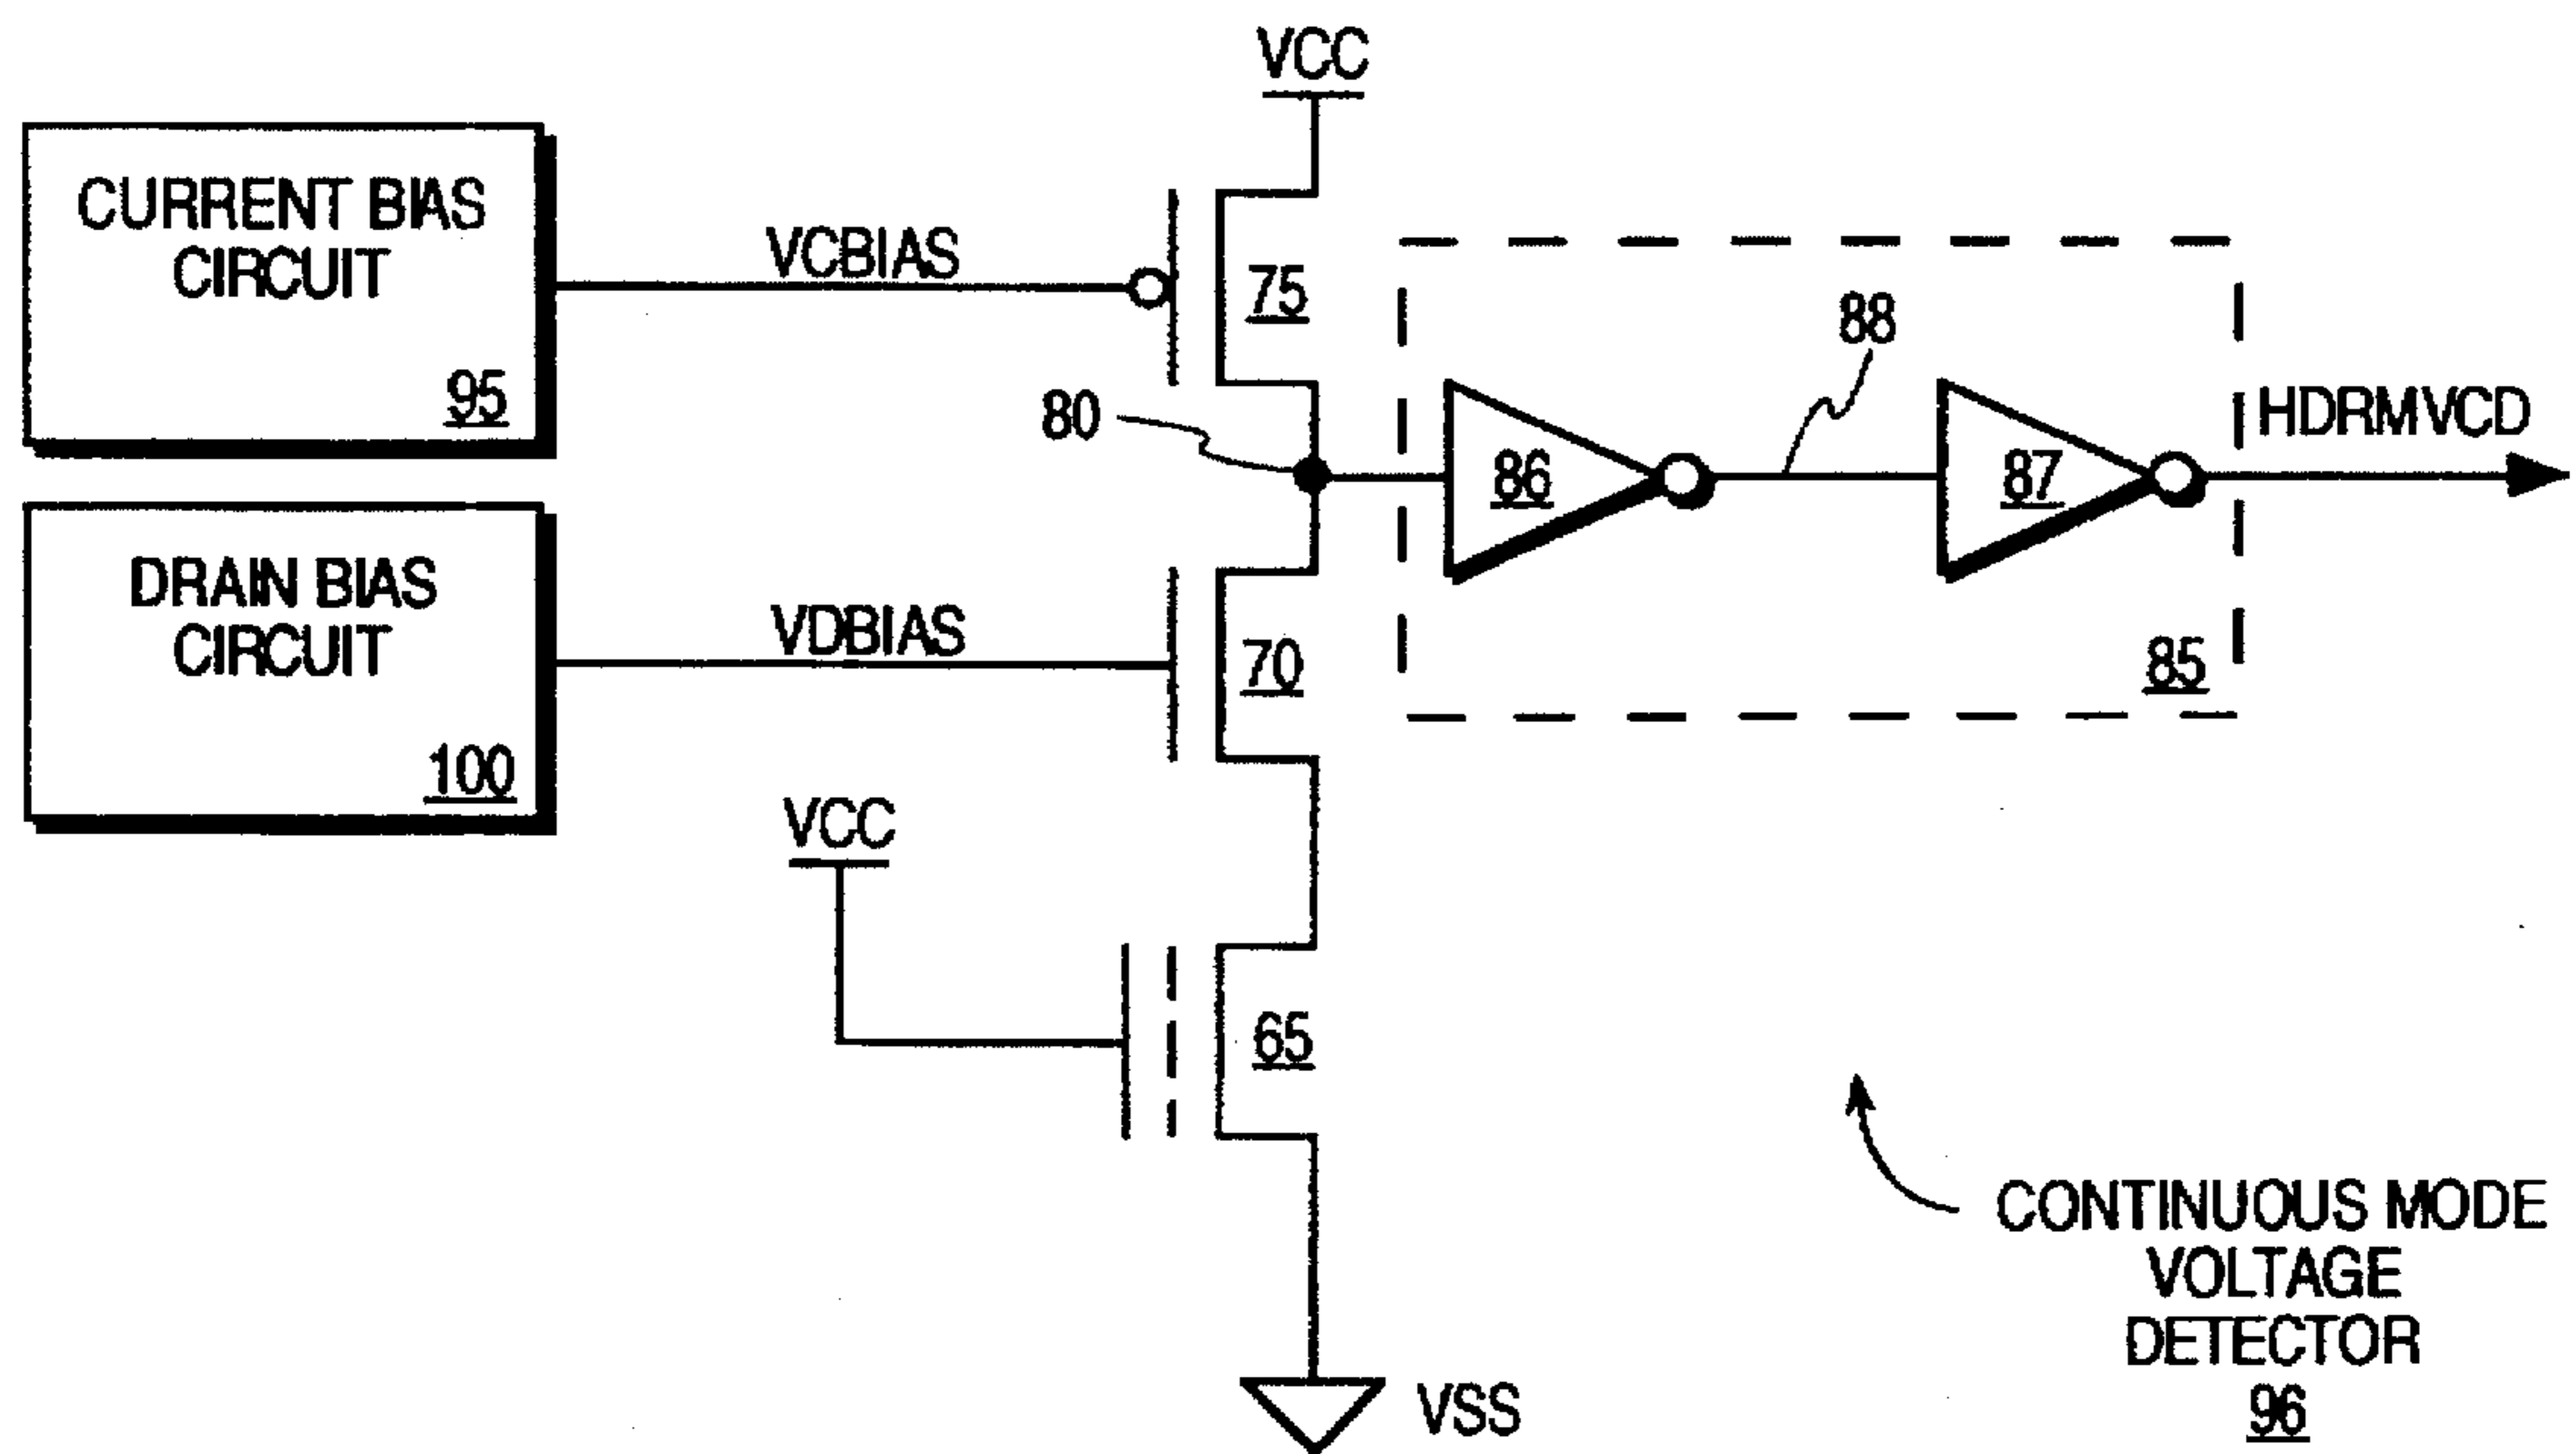 VCC
CURRENT BIAS
CIRCUIT
95
VCBIAS
75
80
86
88
87
HDRMVCD
85
DRAIN BIAS
CIRCUIT
100
VDBIAS
70
VCC
65
VSS
CONTINUOUS MODE
VOLTAGE
DETECTOR
96